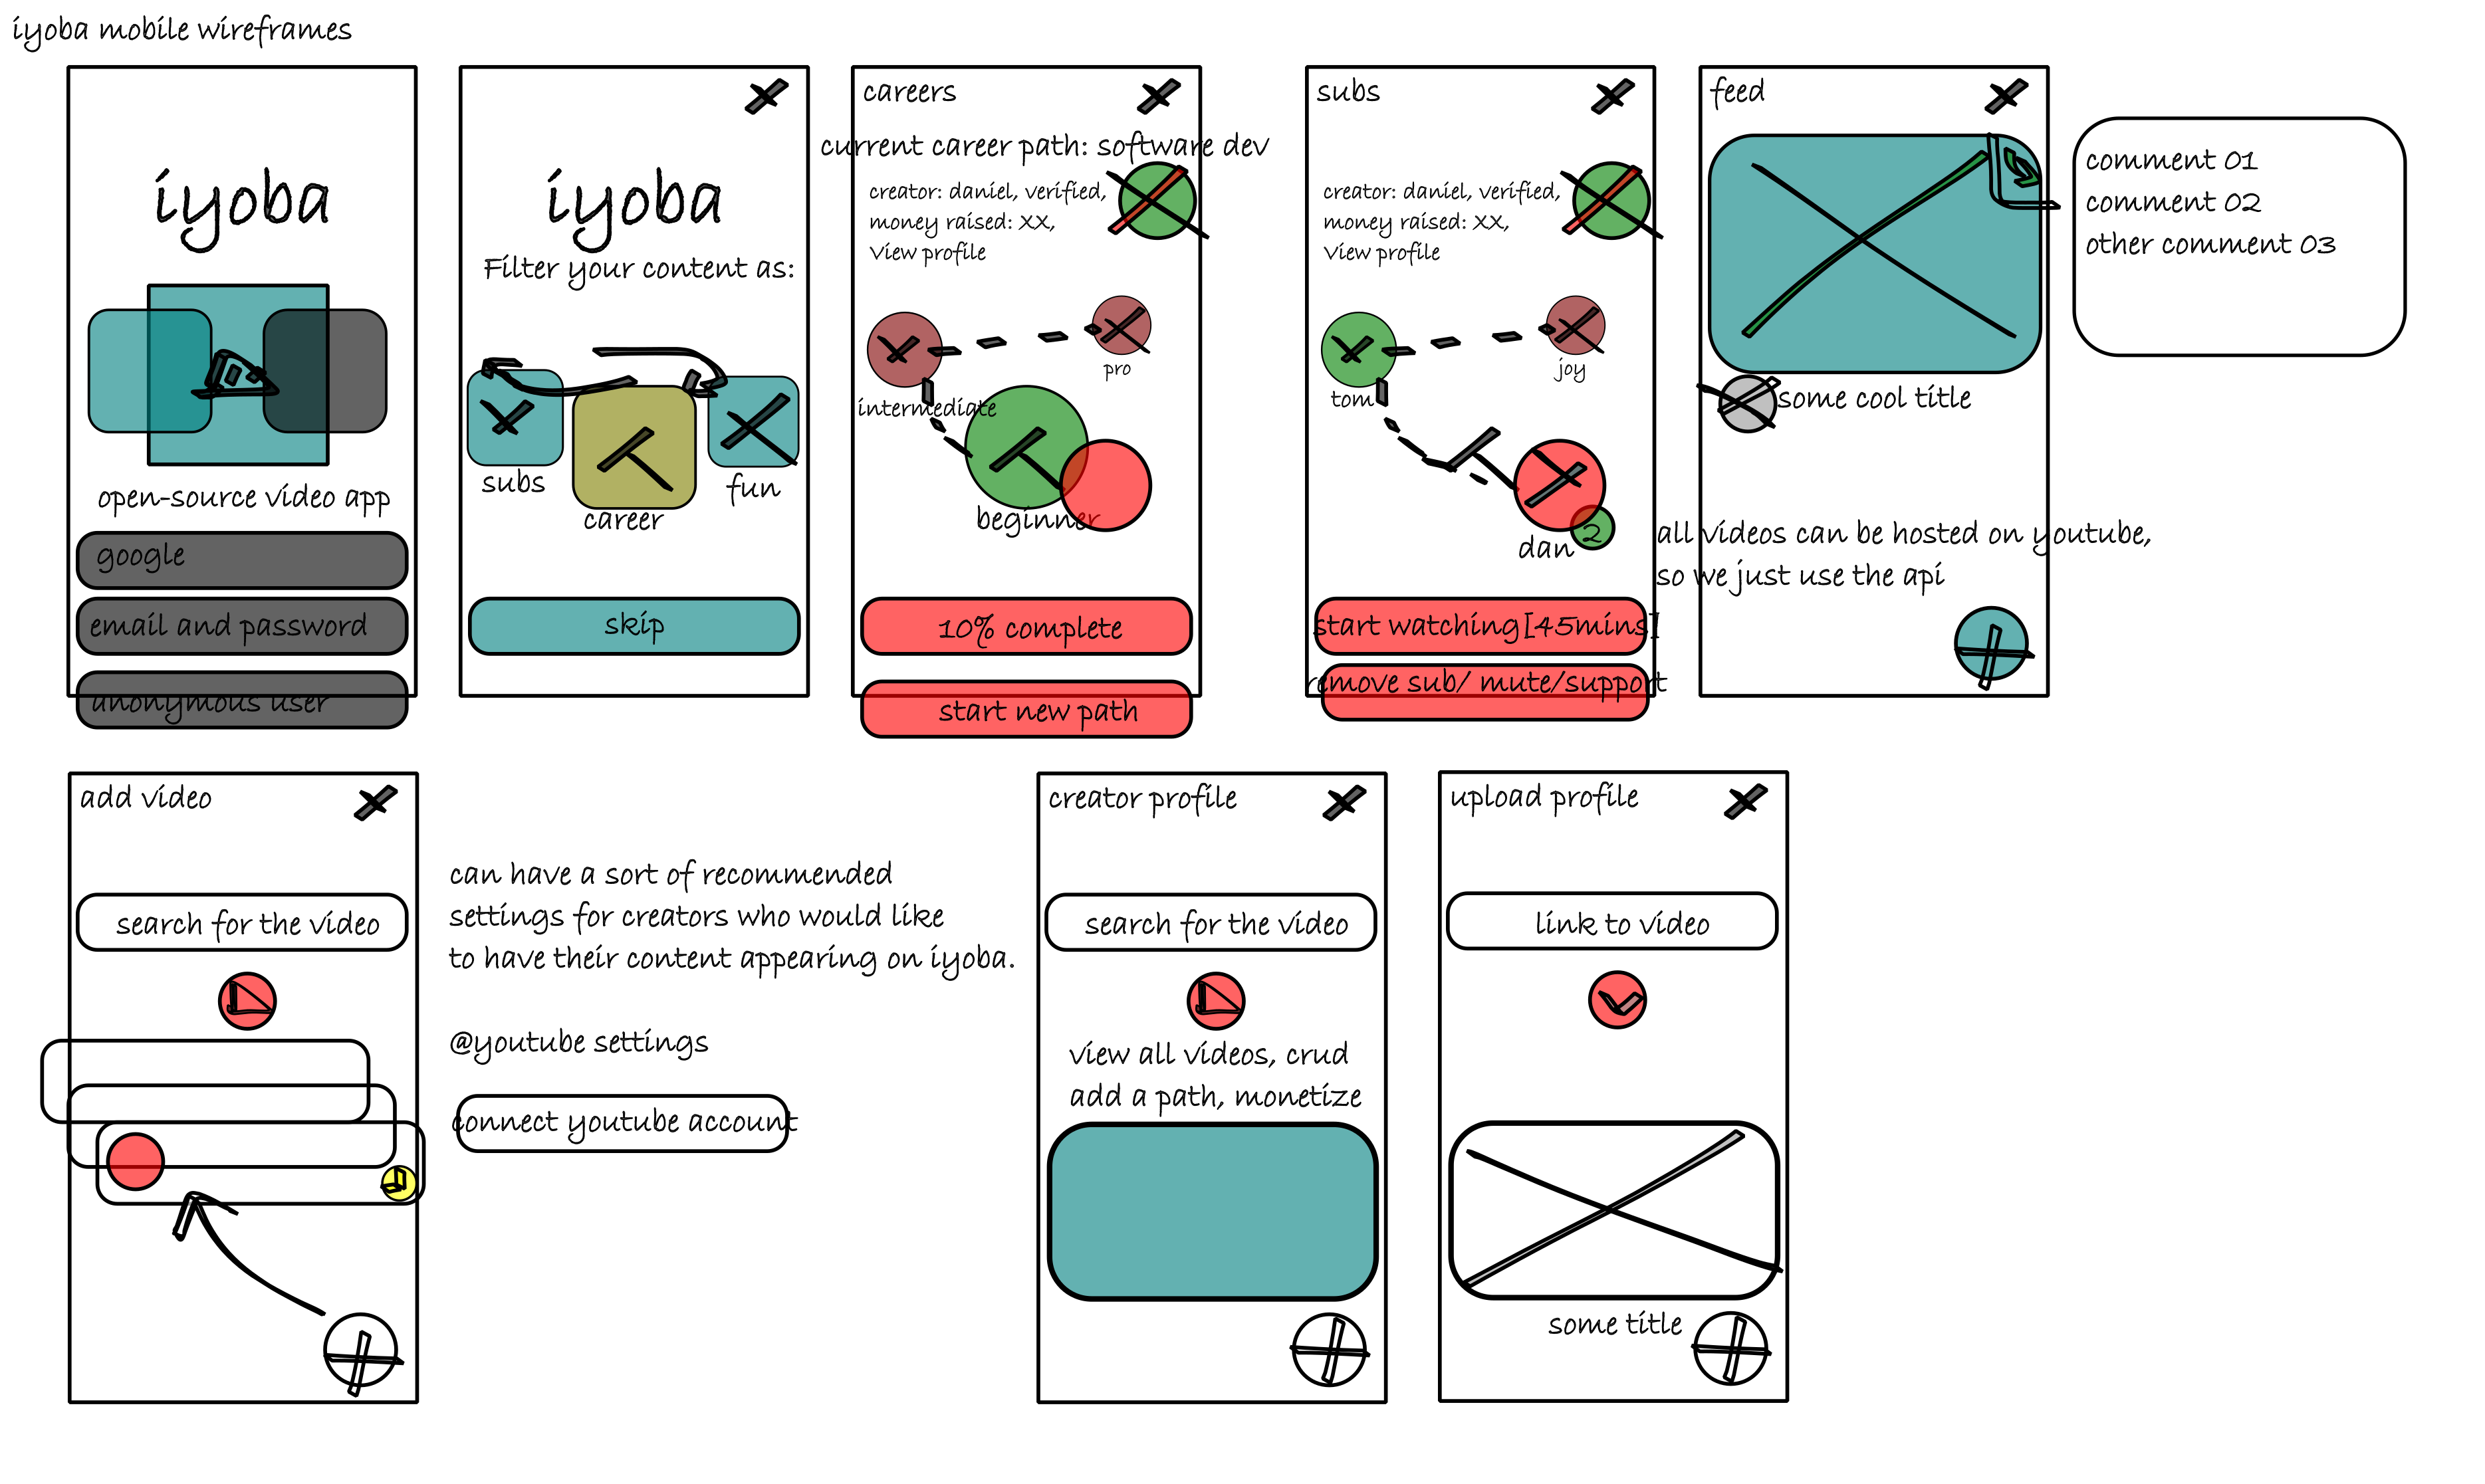 iyoba mobile wireframes
iyoba
open-source video app
google
email and password
anonymous user
iyoba
Filter your content as:
subs
career
fun
skip
careers
current career path: software dev
creator: daniel, verified,
money raised: XX,
View profile
pro
intermediate
beginner
10% complete
start new path
subs
creator: daniel, verified,
money raised: XX,
View profile
joy
tom
dan
2
start watching[45mins]
remove sub/ mute/support
feed
some cool title
all videos can be hosted on youtube,
so we just use the api
comment 01
comment 02
other comment 03
add video
search for the video
can have a sort of recommended
settings for creators who would like
to have their content appearing on iyoba.
@youtube settings
connect youtube account
creator profile
search for the video
view all videos, crud
add a path, monetize
upload profile
link to video
some title